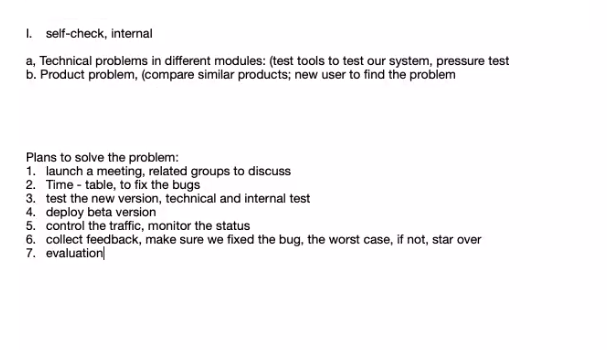 I. self-check, internal
a, Technical problems in different modules: (test tools to test our system, pressure test
b. Product problem, (compare similar products; new user to find the problem
Plans to solve the problem:
1. launch a meeting, related groups to discuss
2. Time - table, to fix the bugs
3. test the new version, technical and internal test
4. deploy beta version
5. control the traffic, monitor the status
6. collect feedback, make sure we fixed the bug, the worst case, if not, star over
7. evaluation